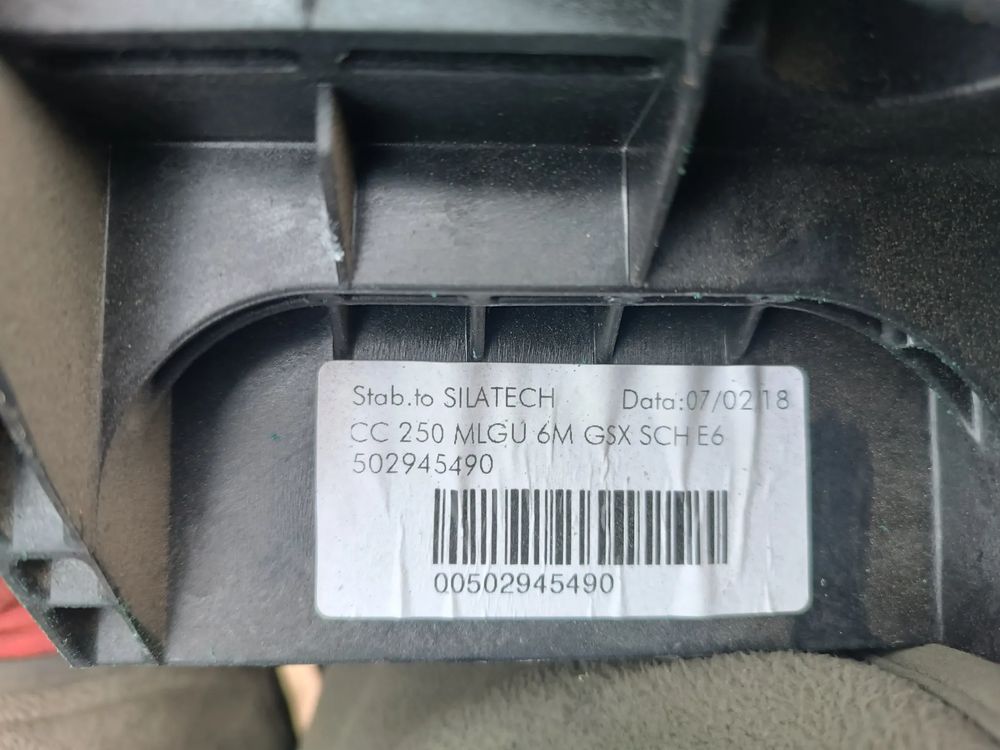 Stab.to SILATECH Data:07/02/18
CC 250 MLGU 6M GSX SCH E6
502945490
00502945490